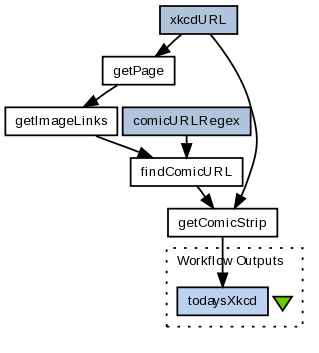 xkcdURL
getPage
getImageLinks
comicURLRegex
findComicURL
getComicStrip
Workflow Outputs
todaysXkcd